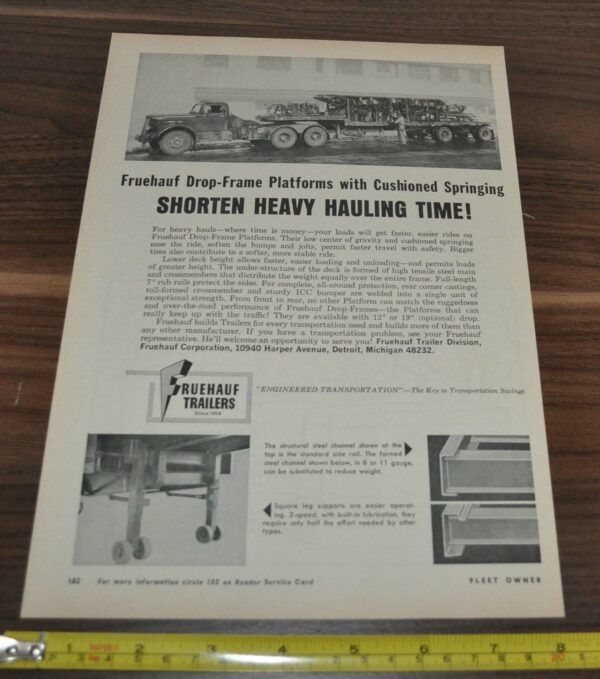 Fruehauf Drop-Frame Platforms with Cushioned Springing
SHORTEN HEAVY HAULING TIME!
For heavy hauls—where time is money—your loads will get faster, easier rides on
Fruehauf Drop-Frame Platforms. Their low center of gravity and cushioned springing
ease the ride, soften the bumps and jolts, permit faster travel with safety. Bigger
tires also contribute to a softer, more stable ride.
Lower deck height allows faster, easier loading and unloading—and permits loads
of greater height. The under-structure of the deck is formed of high tensile steel main
and crossmembers that distribute the weight equally over the entire frame. Full-length
7" rub rails protect the sides. For complete, all-around protection, rear corner castings,
roll-formed crossmember and sturdy ICC bumper are welded into a single unit of
exceptional strength. From front to rear, no other Platform can match the ruggedness
and over-the-road performance of Fruehauf Drop-Frames—the Platforms that can
really keep up with the traffic! They are available with 12" or 19" (optional) drop.
Fruehauf builds Trailers for every transportation need and builds more of them than
any other manufacturer. If you have a transportation problem, see your Fruehauf
representative. He'll welcome an opportunity to serve you! Fruehauf Trailer Division,
Fruehauf Corporation, 10940 Harper Avenue, Detroit, Michigan 48232.
FRUEHAUF
TRAILERS
Since 1914
"ENGINEERED TRANSPORTATION"—The Key to Transportation Savings
The structural steel channel shown at the
top is the standard side rail. The formed
steel channel shown below, in 8 or 11 gauge,
can be substituted to reduce weight.
Square leg supports are easier operat-
ing. 2-speed, with built-in lubrication, they
require only half the effort needed by other
types.
182 For more information circle 182 on Reader Service Card
FLEET OWNER
1 2 3 4 5 6 7 8